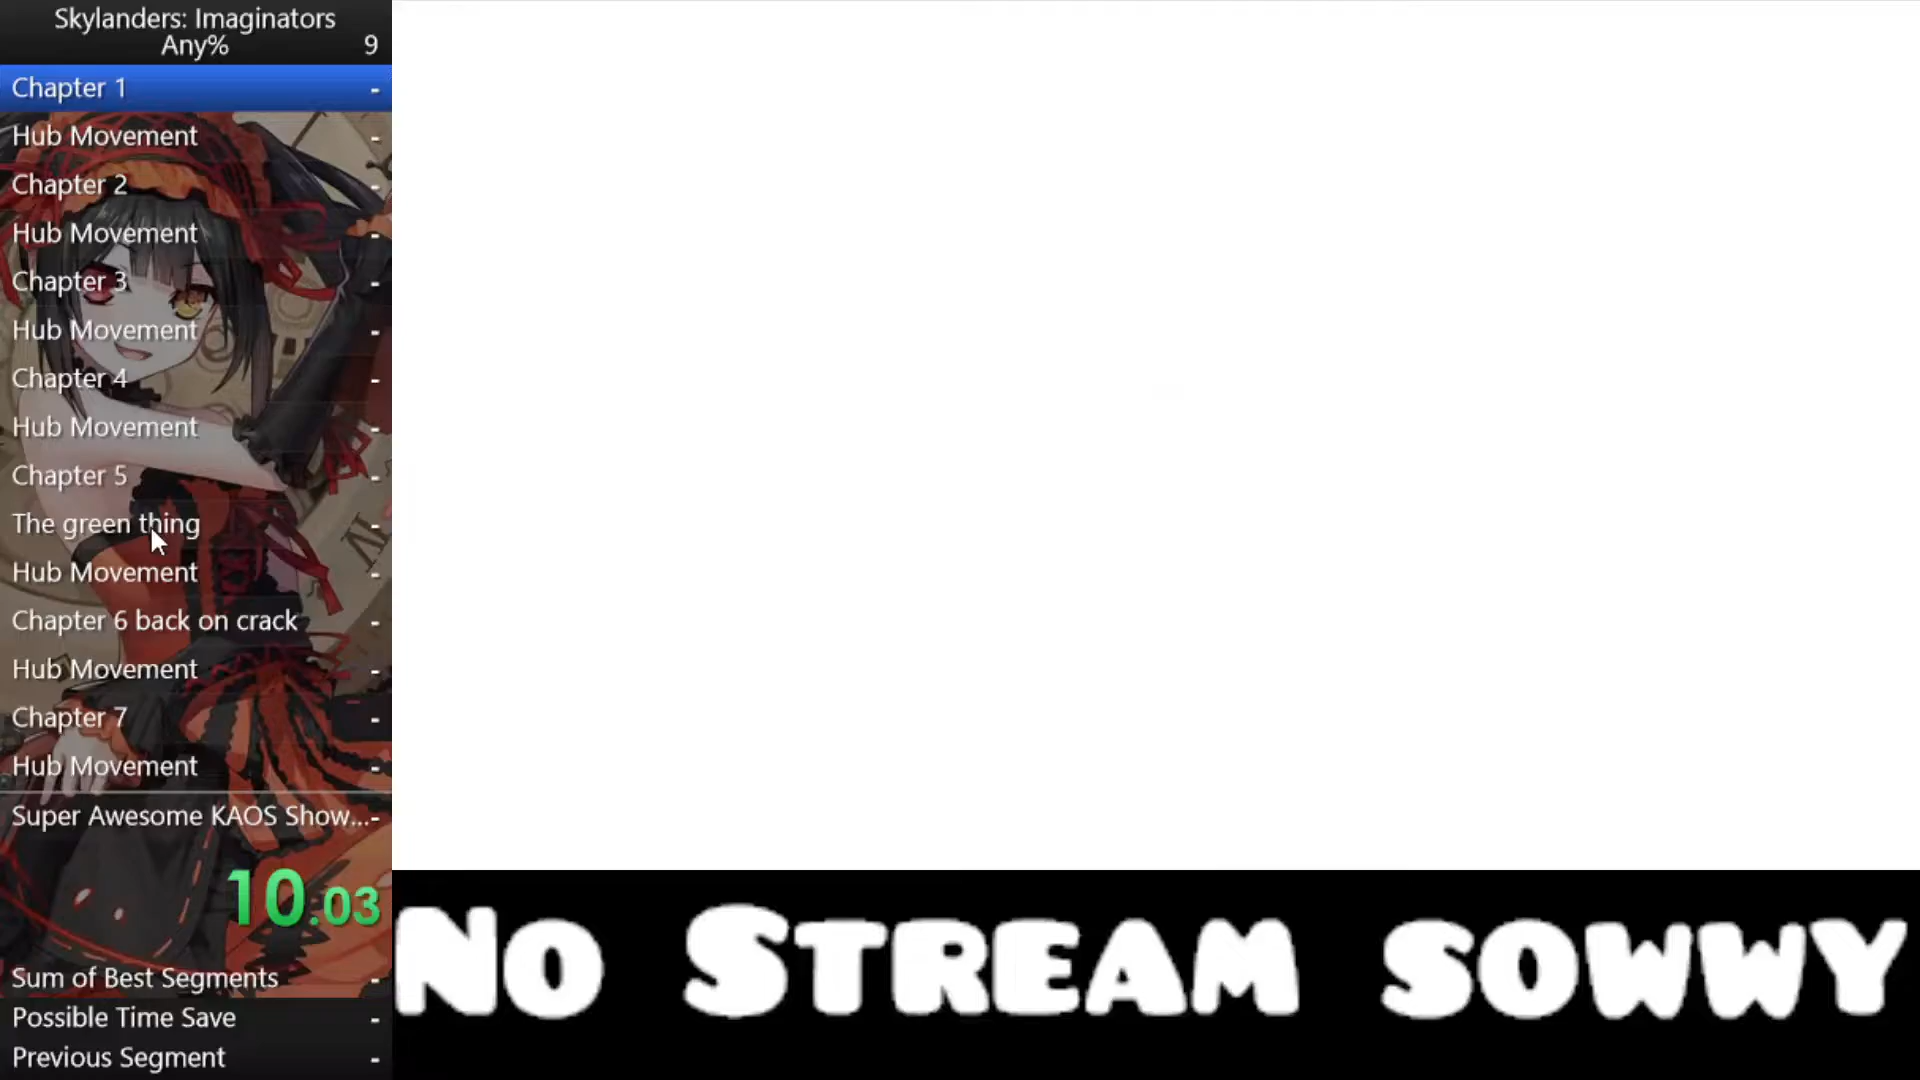 Skylanders: Imaginators
Any% 9
Chapter 1 -
Hub Movement -
Chapter 2 -
Hub Movement -
Chapter 3 -
Hub Movement -
Chapter 4 -
Hub Movement -
Chapter 5 -
The green thing -
Hub Movement -
Chapter 6 back on crack -
Hub Movement -
Chapter 7 -
Hub Movement -
Super Awesome KAOS Show...-
10.03
Sum of Best Segments -
Possible Time Save -
Previous Segment -
No Stream sowwy